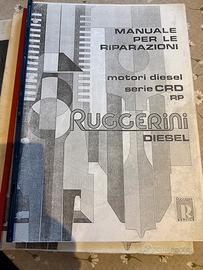 MANUALE
PER LE
RIPARAZIONI
motori diesel
serie CRD
RP
RUGGERINI
DIESEL
R